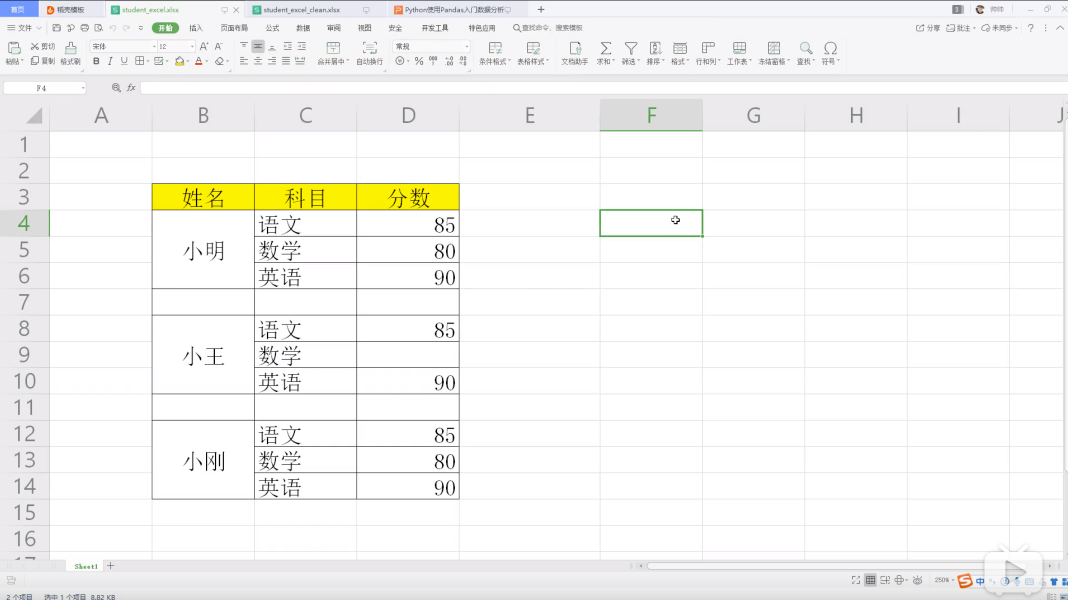 首页 稻壳模板 student_excel.xlsx student_excel_clean.xlsx Python使用Pandas入门数据分析 + 3 帅帅
文件 开始 插入 页面布局 公式 数据 审阅 视图 安全 开发工具 特色应用 查找命令、搜索模板 分享 批注 未同步
粘贴 剪切 复制 格式刷 宋体 12 B I U A 合并居中 自动换行 常规 % 条件格式 表格样式 文档助手 求和 筛选 排序 格式 行和列 工作表 冻结窗格 查找 符号
F4 fx
A B C D E F G H I J
1
2
3 姓名 科目 分数
4 语文 85
5 小明 数学 80
6 英语 90
7
8 语文 85
9 小王 数学
10 英语 90
11
12 语文 85
13 小刚 数学 80
14 英语 90
15
16
17
Sheet1 +
250% 中
2 个项目 选中 1 个项目 8.82 KB